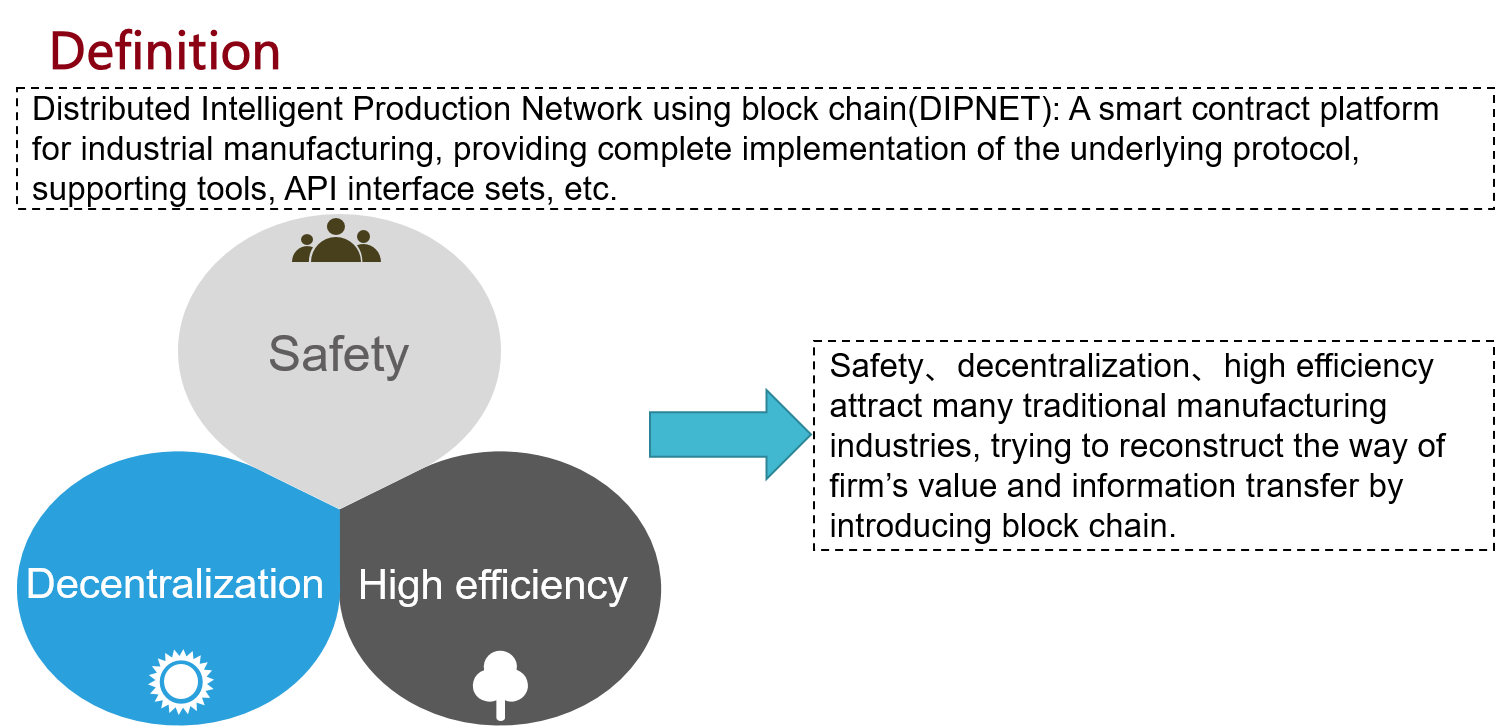 Definition
Distributed Intelligent Production Network using block chain(DIPNET): A smart contract platform
for industrial manufacturing, providing complete implementation of the underlying protocol,
supporting tools, API interface sets, etc.
Safety
Decentralization
High efficiency
Safety、decentralization、high efficiency
attract many traditional manufacturing
industries, trying to reconstruct the way of
firm’s value and information transfer by
introducing block chain.